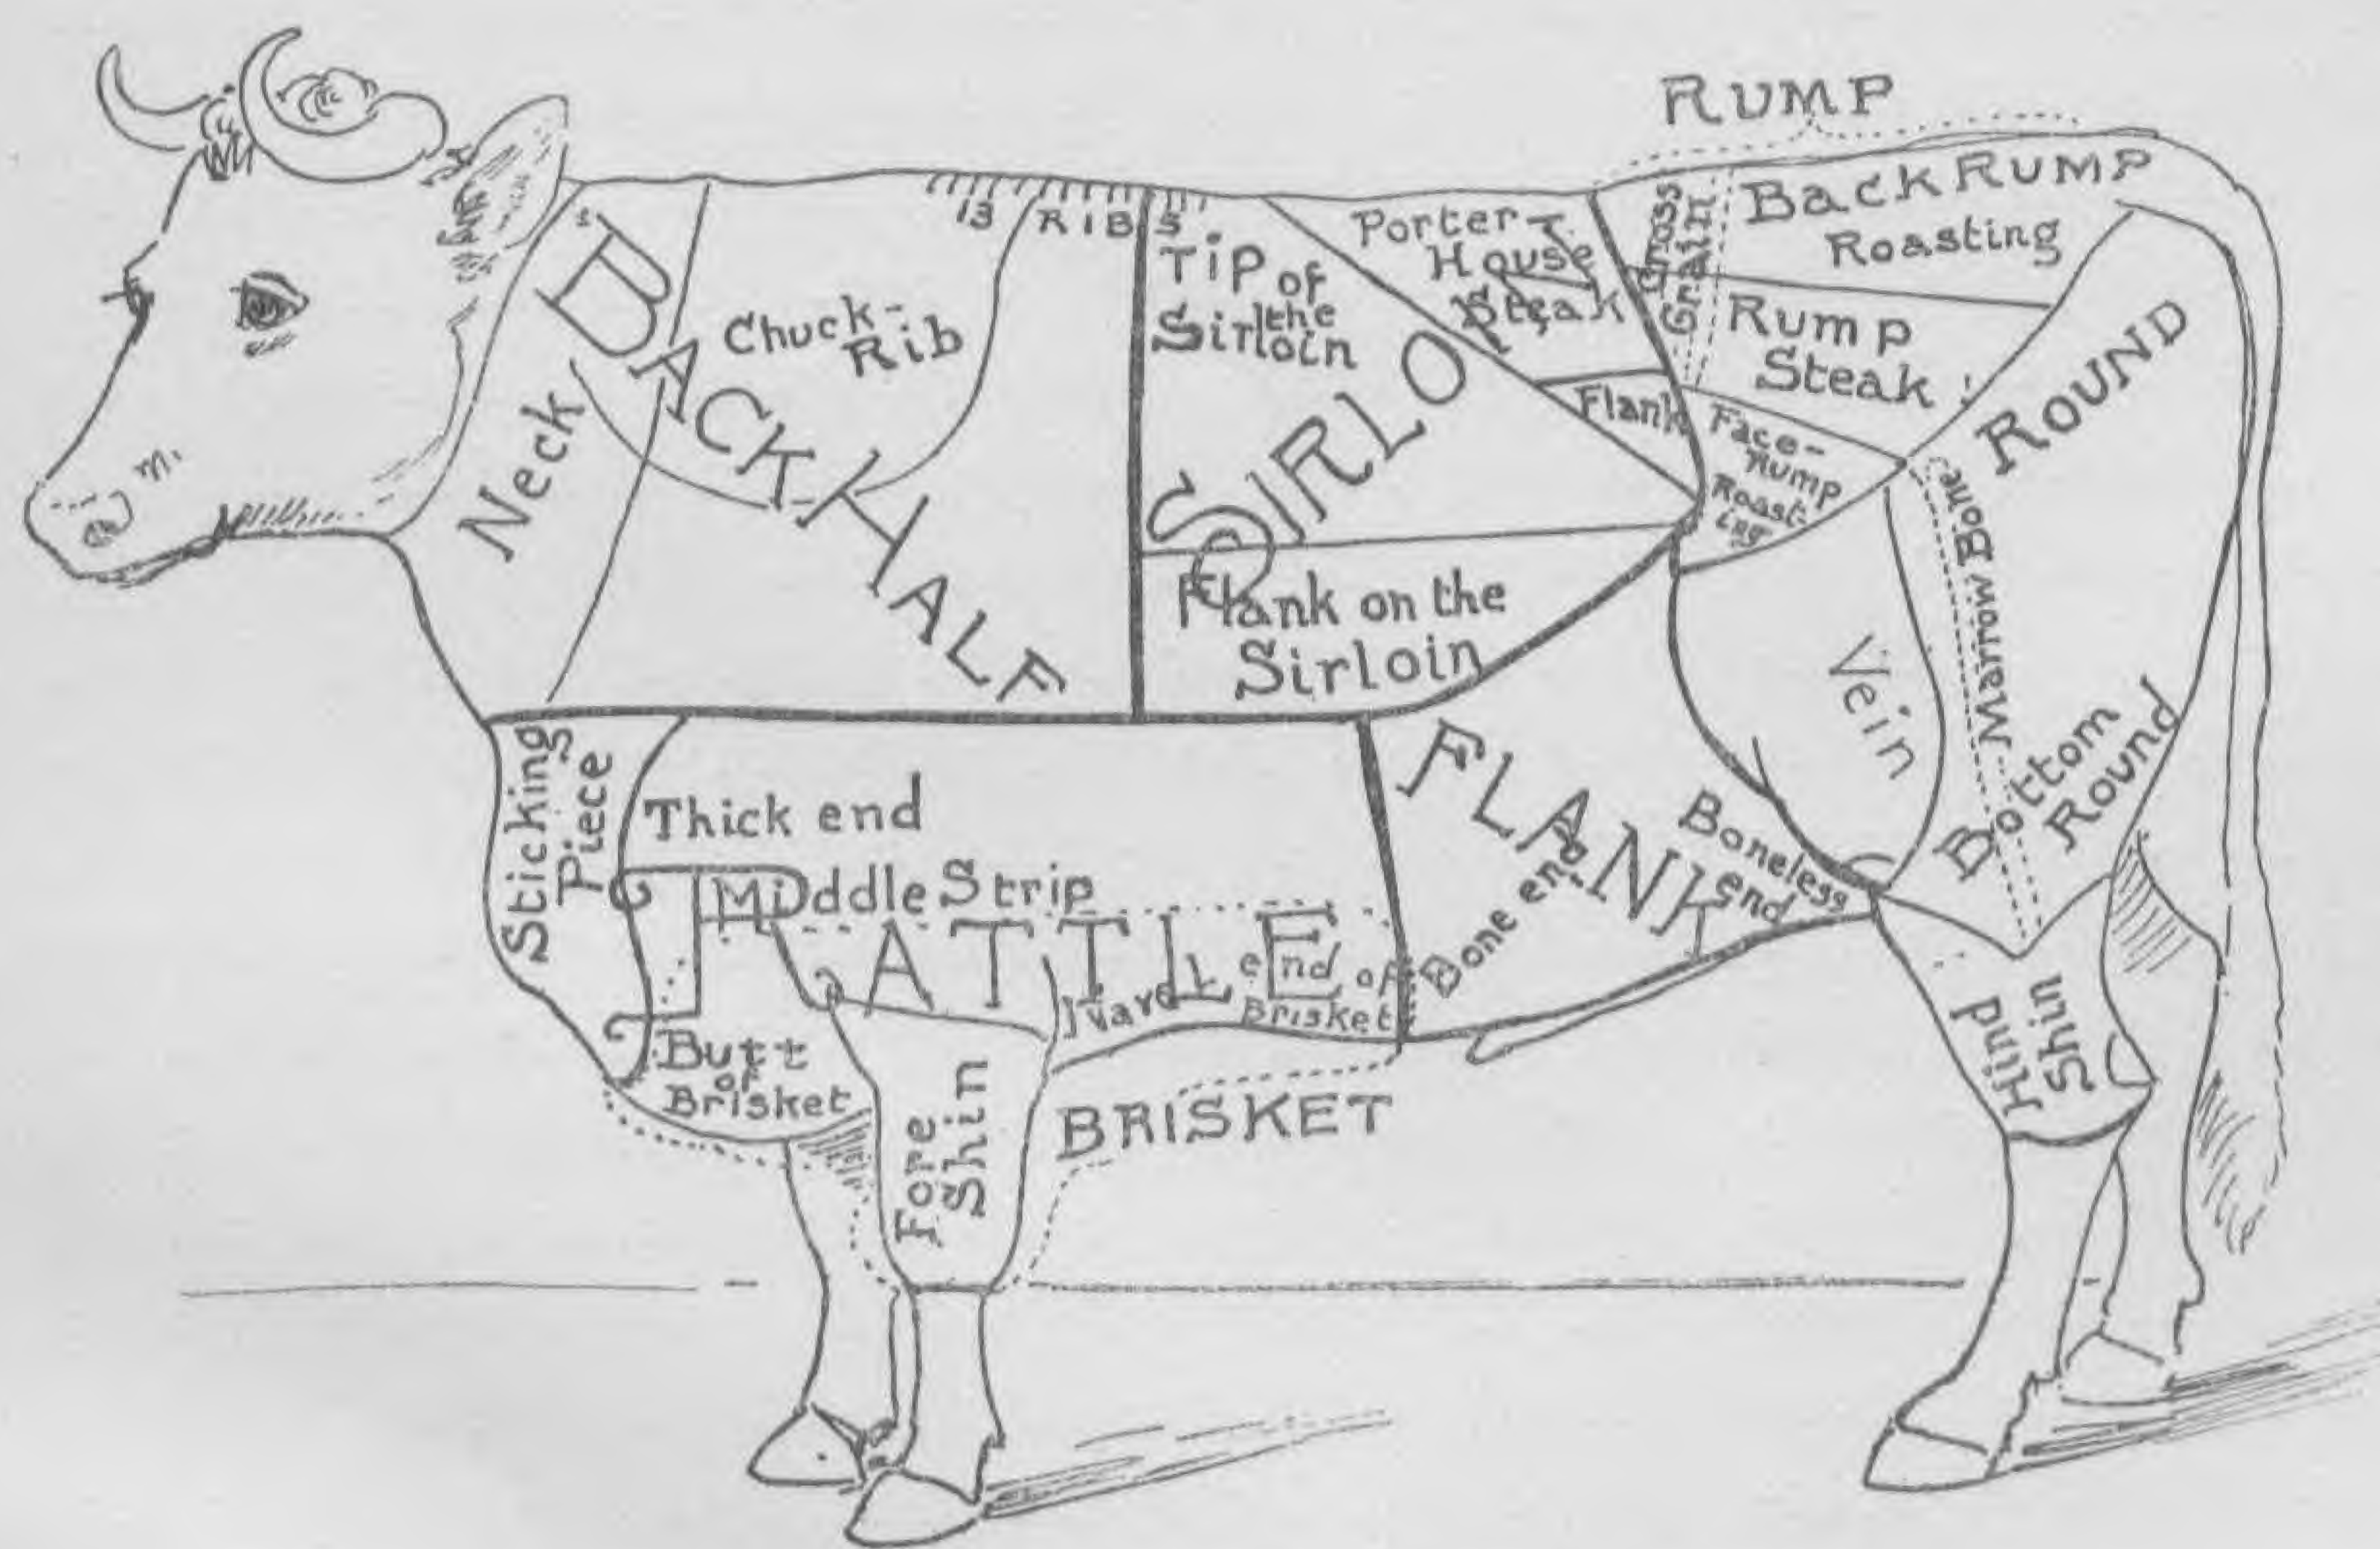 RUMP
BackRUMP
Roasting
Cross
Grain
Rump
Steak
Face-
Rump
Roast-
ing
ROUND
13 RIBS
Porter
House
Steak
Tip of
the
Sirloin
SIRLOIN
Flank
Chuck-
Rib
BACK HALF
Neck
Flank on the
Sirloin
Vein
Marrow Bone
Bottom
Round
Sticking
Piece
Thick end
Middle Strip
RATTLE
Navel end of
Brisket
FLANK
Bone end
Boneless
end
Butt
of
Brisket
Fore
Shin
BRISKET
Hind
Shin